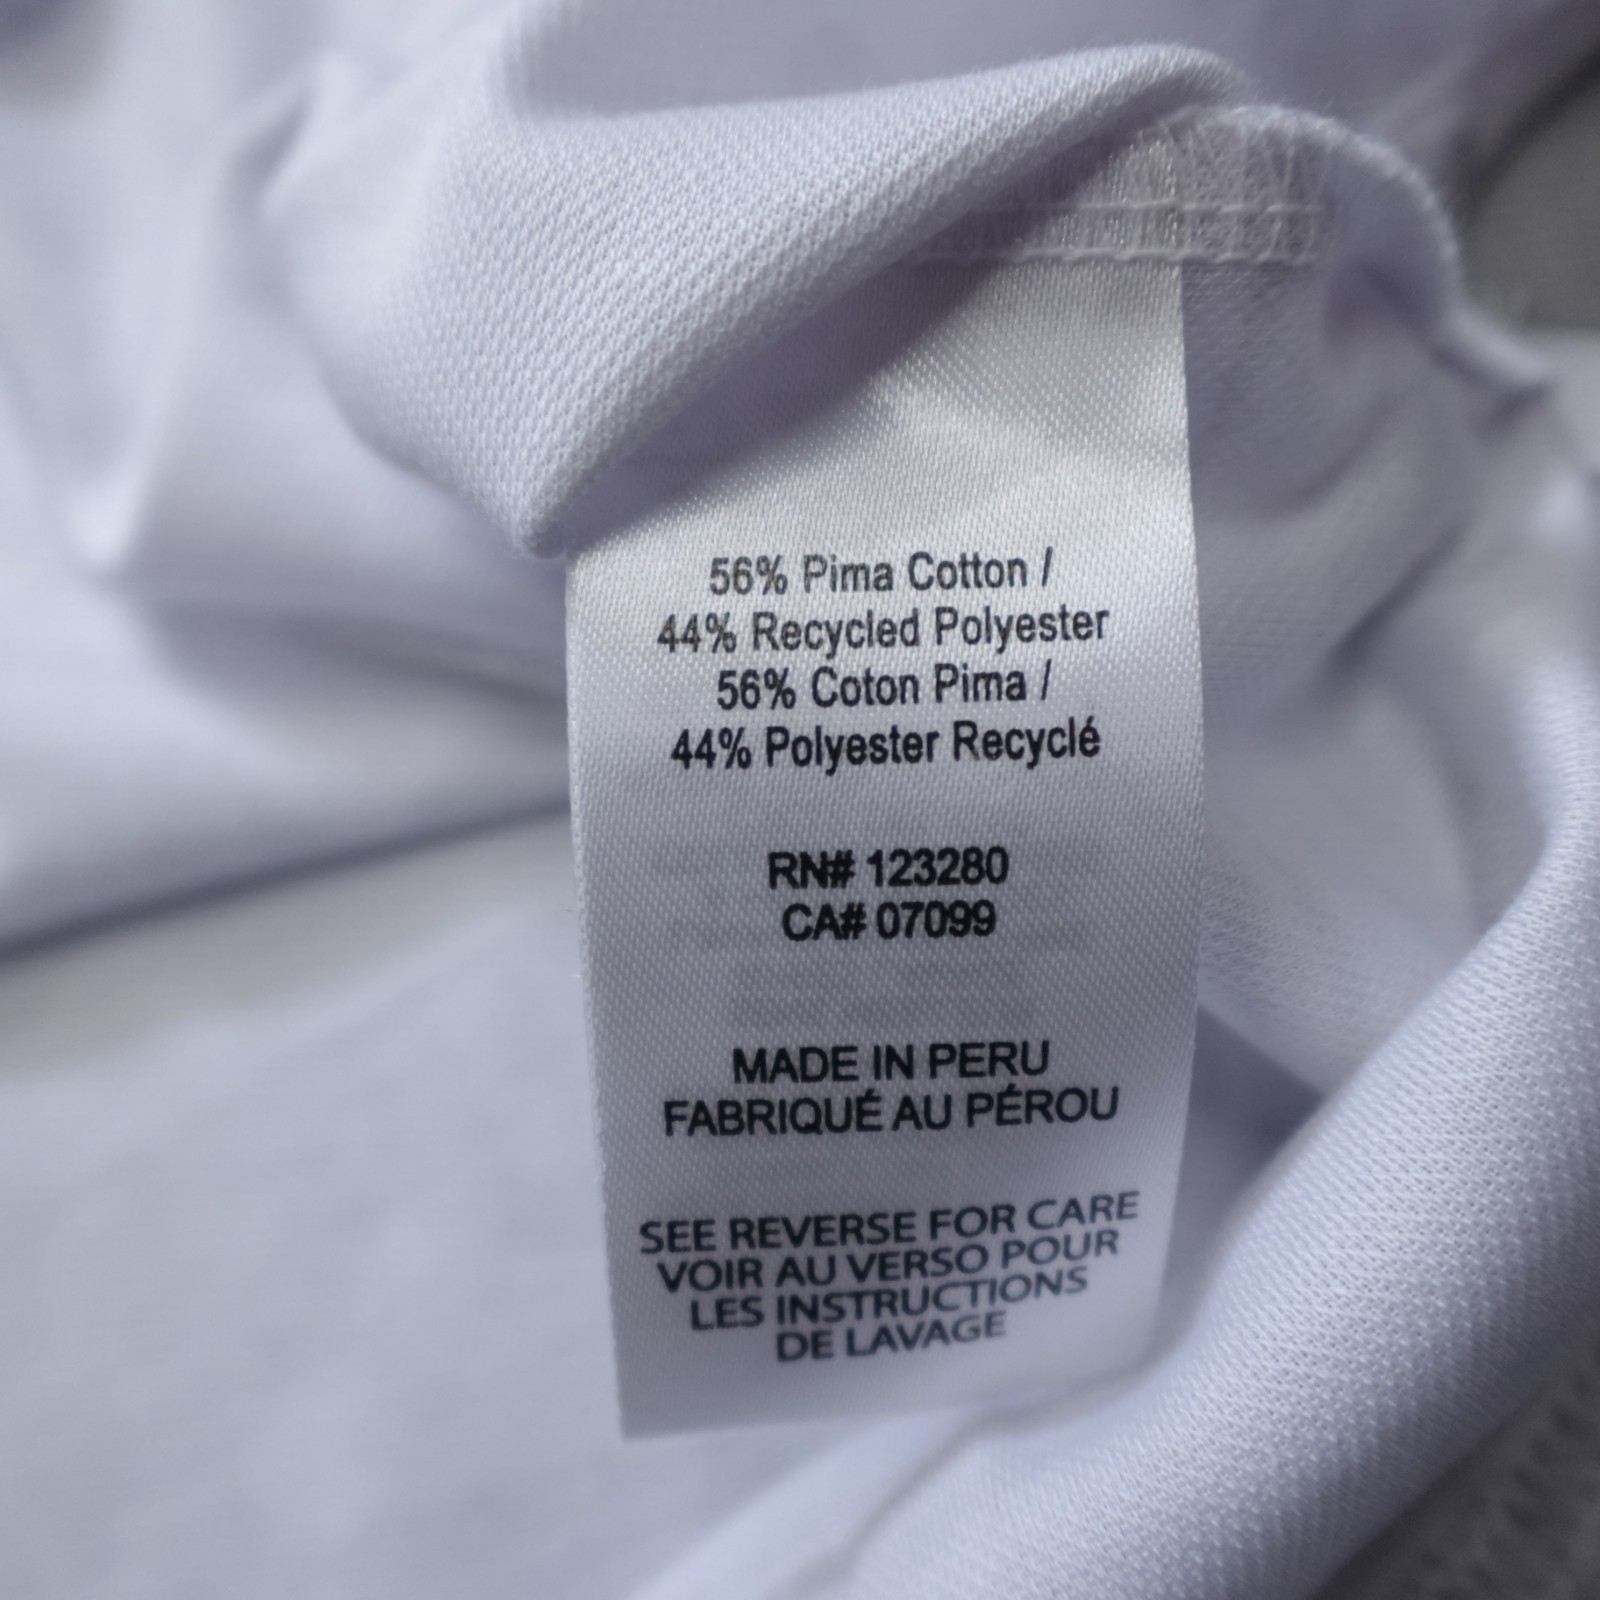 56% Pima Cotton /
44% Recycled Polyester
56% Coton Pima /
44% Polyester Recyclé
RN# 123280
CA# 07099
MADE IN PERU
FABRIQUÉ AU PÉROU
SEE REVERSE FOR CARE
VOIR AU VERSO POUR
LES INSTRUCTIONS
DE LAVAGE